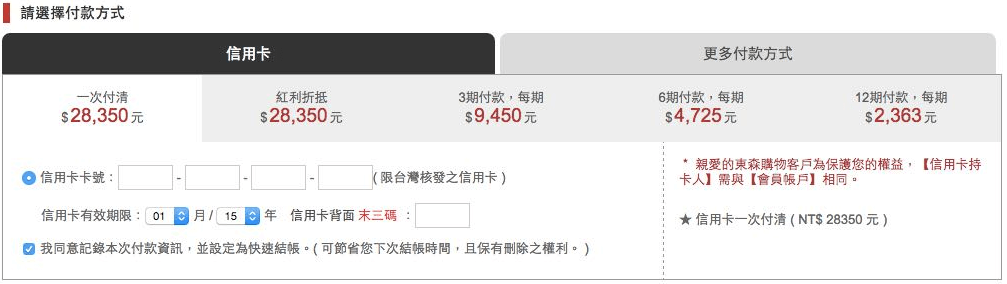 請選擇付款方式
信用卡
更多付款方式
一次付清
$28,350元
紅利折抵
$28,350元
3期付款，每期
$9,450元
6期付款，每期
$4,725元
12期付款，每期
$2,363元
信用卡卡號：
-
-
-
(限台灣核發之信用卡)
信用卡有效期限：01月/15年 信用卡背面末三碼：
我同意記錄本次付款資訊，並設定為快速結帳。(可節省您下次結帳時間，且保有刪除之權利。)
* 親愛的東森購物客戶為保護您的權益，【信用卡持
卡人】需與【會員帳戶】相同。
★信用卡一次付清(NT$ 28350 元)